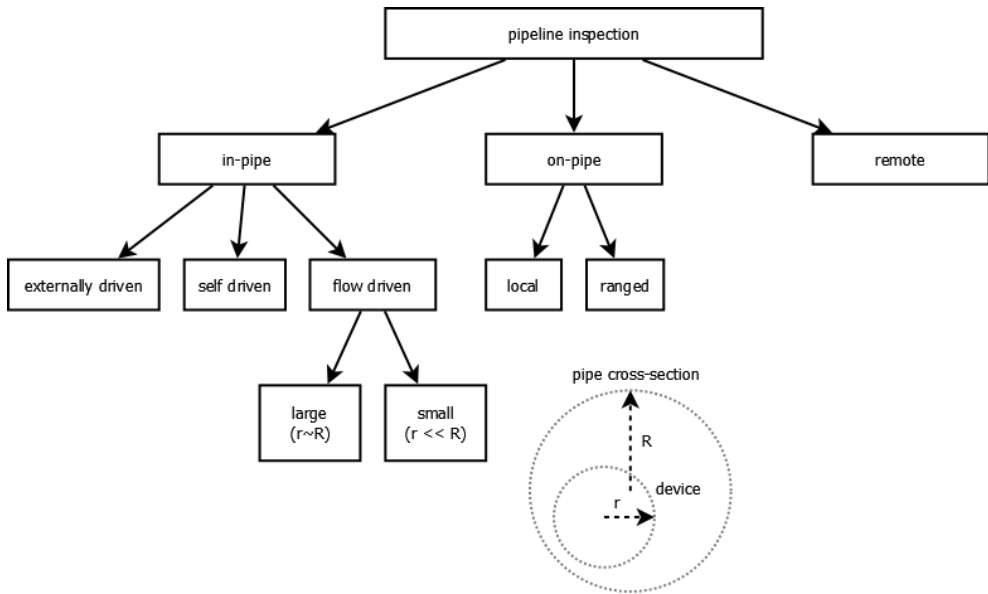 pipeline inspection
in-pipe
on-pipe
remote
externally driven
self driven
flow driven
local
ranged
large
(r~R)
small
(r << R)
pipe cross-section
R
device
r